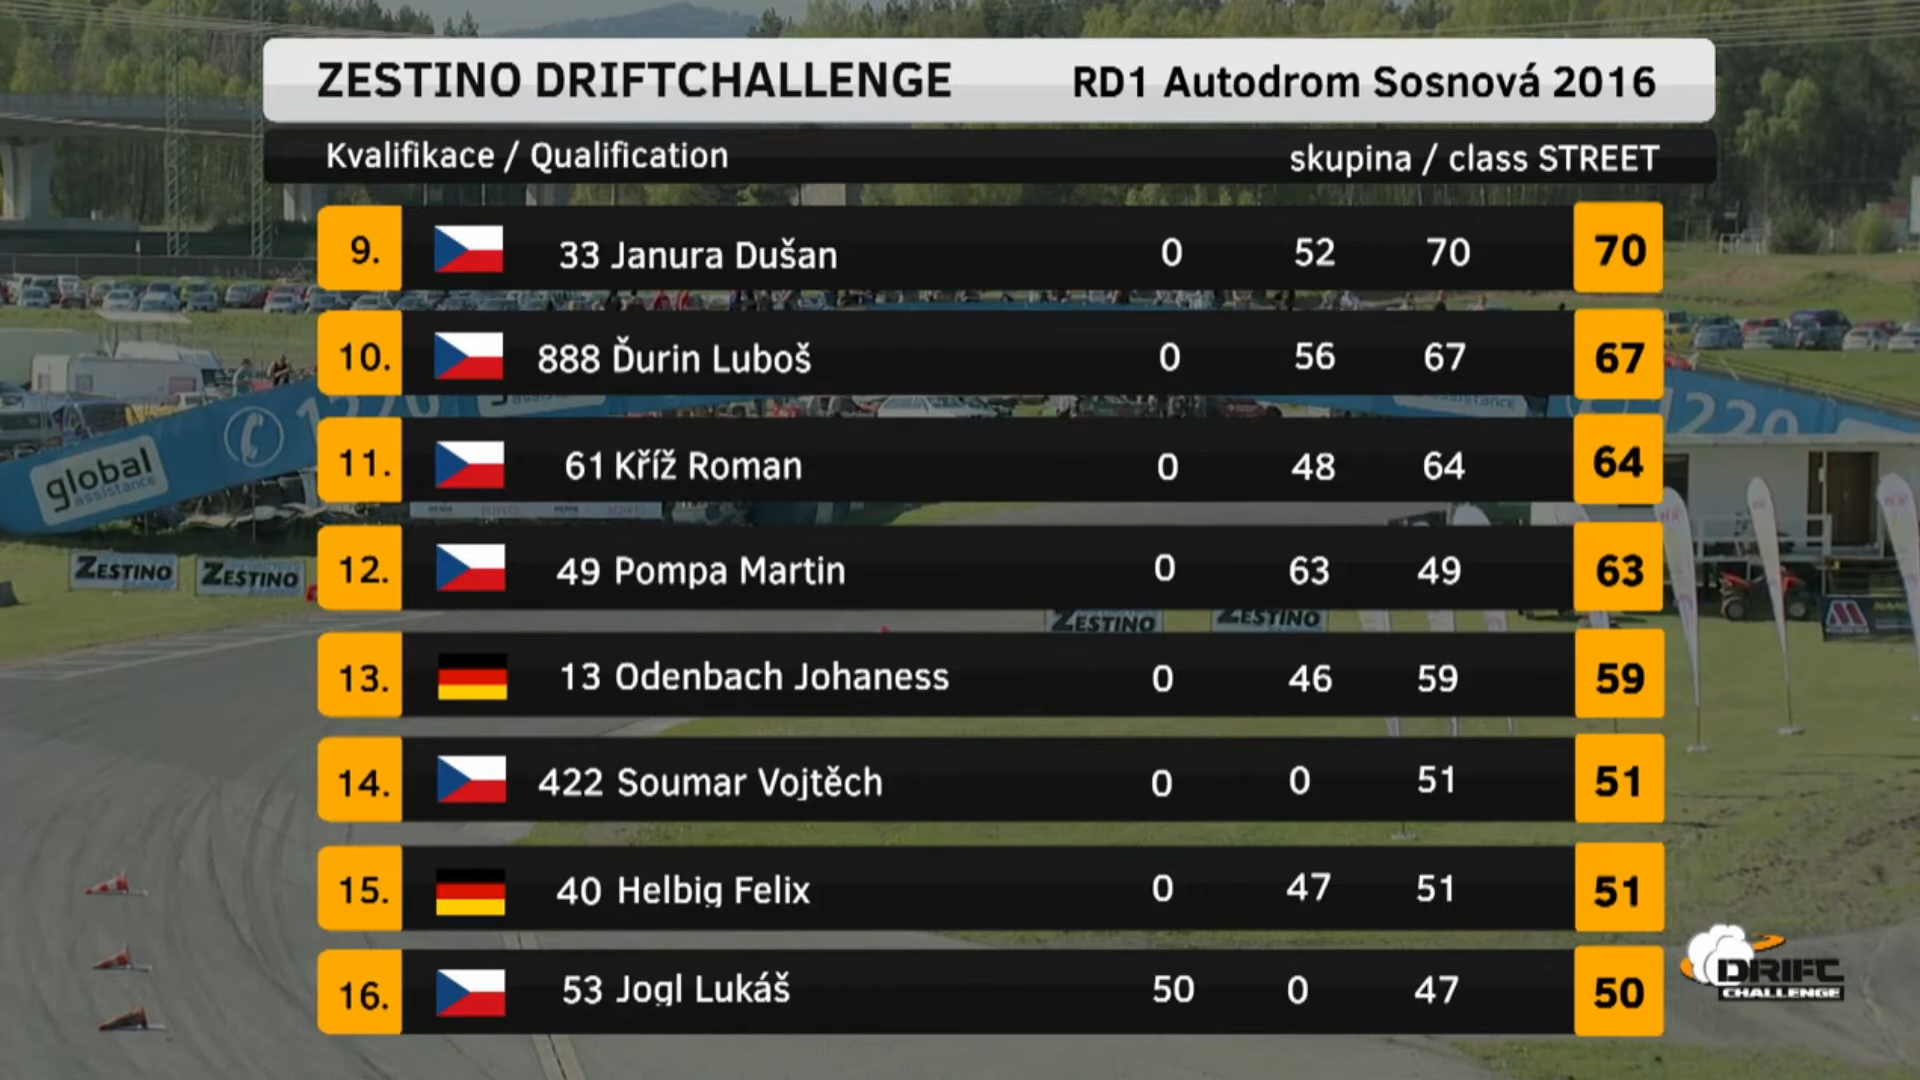 ZESTINO DRIFTCHALLENGE RD1 Autodrom Sosnová 2016
Kvalifikace / Qualification skupina / class STREET
9. 33 Janura Dušan 0 52 70 70
10. 888 Ďurin Luboš 0 56 67 67
11. 61 Kříž Roman 0 48 64 64
12. 49 Pompa Martin 0 63 49 63
13. 13 Odenbach Johaness 0 46 59 59
14. 422 Soumar Vojtěch 0 0 51 51
15. 40 Helbig Felix 0 47 51 51
16. 53 Jogl Lukáš 50 0 47 50
global
assistance
1220
assistance
1220
ZESTINO
ZESTINO
ZESTINO
ZESTINO
DRIFT
CHALLENGE